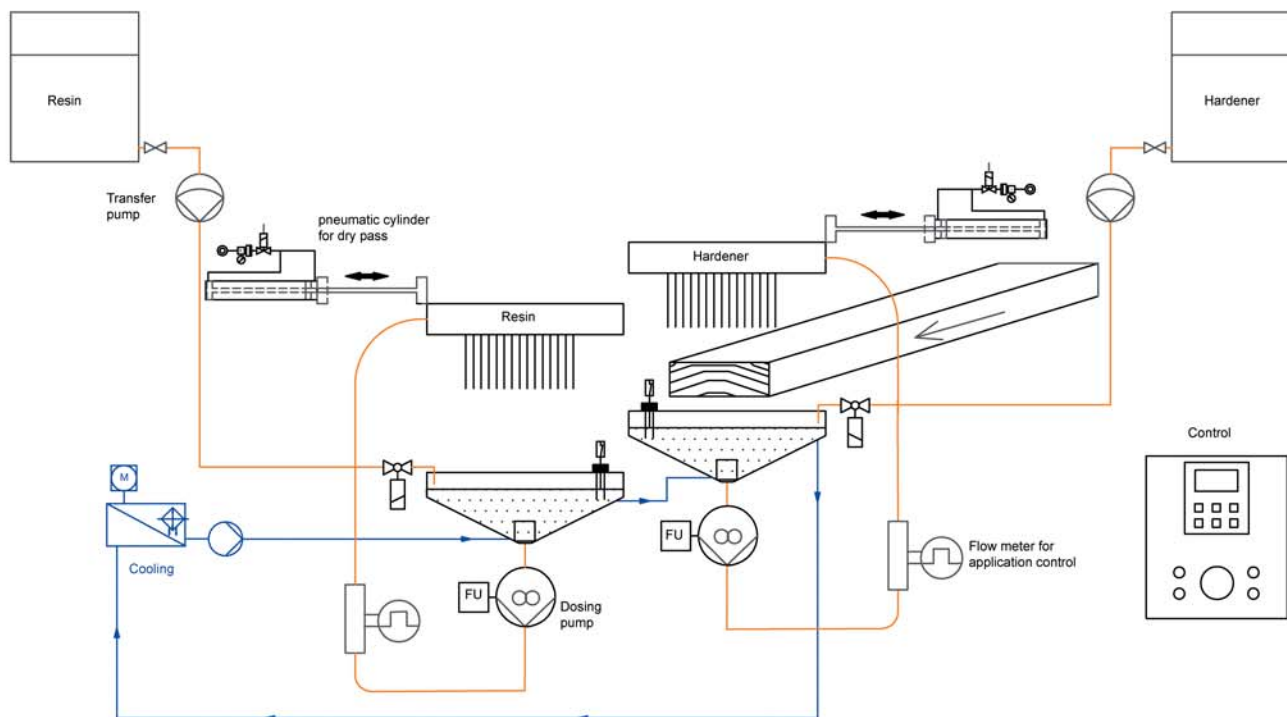 Resin
Hardener
Transfer
pump
pneumatic cylinder
for dry pass
Hardener
Resin
Control
M
Cooling
FU
FU
Flow meter for
application control
Dosing
pump